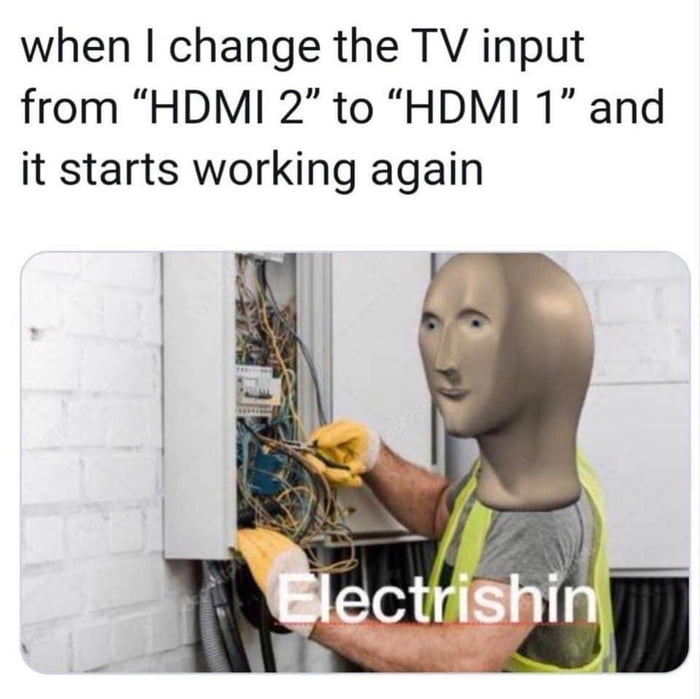 when I change the TV input
from “HDMI 2” to “HDMI 1” and
it starts working again
Electrishin